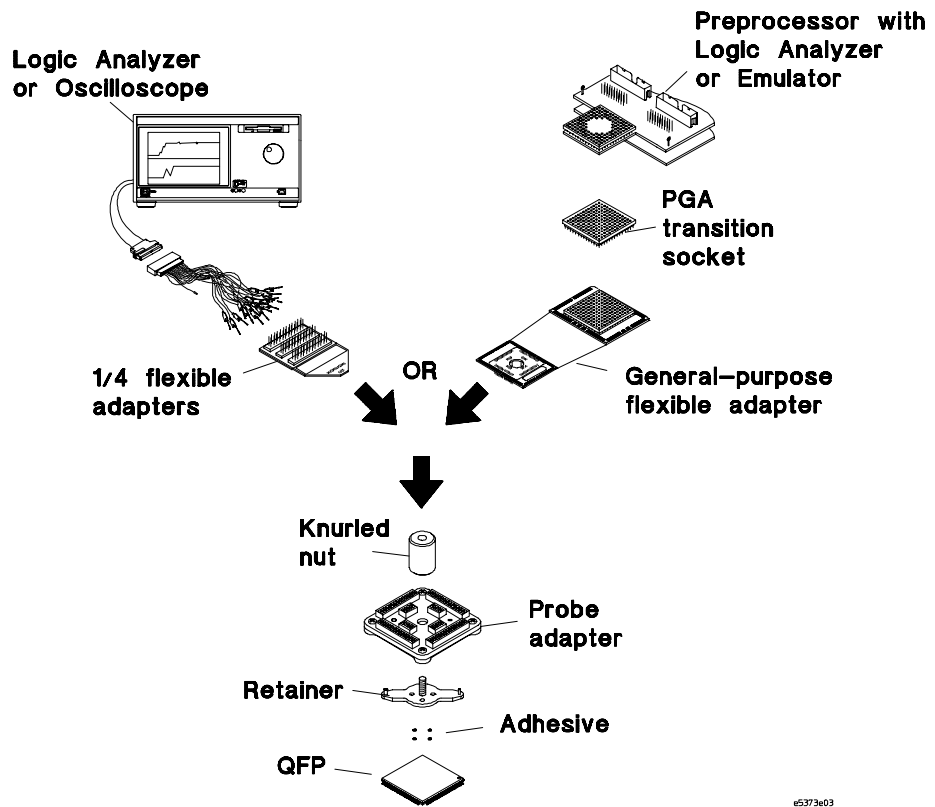 Logic Analyzer
or Oscilloscope
Preprocessor with
Logic Analyzer
or Emulator
PGA
transition
socket
1/4 flexible
adapters
OR
General-purpose
flexible adapter
Knurled
nut
Probe
adapter
Retainer
Adhesive
QFP
e5373e03